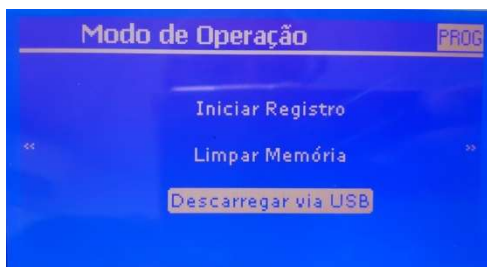 Modo de Operação
PROG
Iniciar Registro
« Limpar Memória »
Descarregar via USB